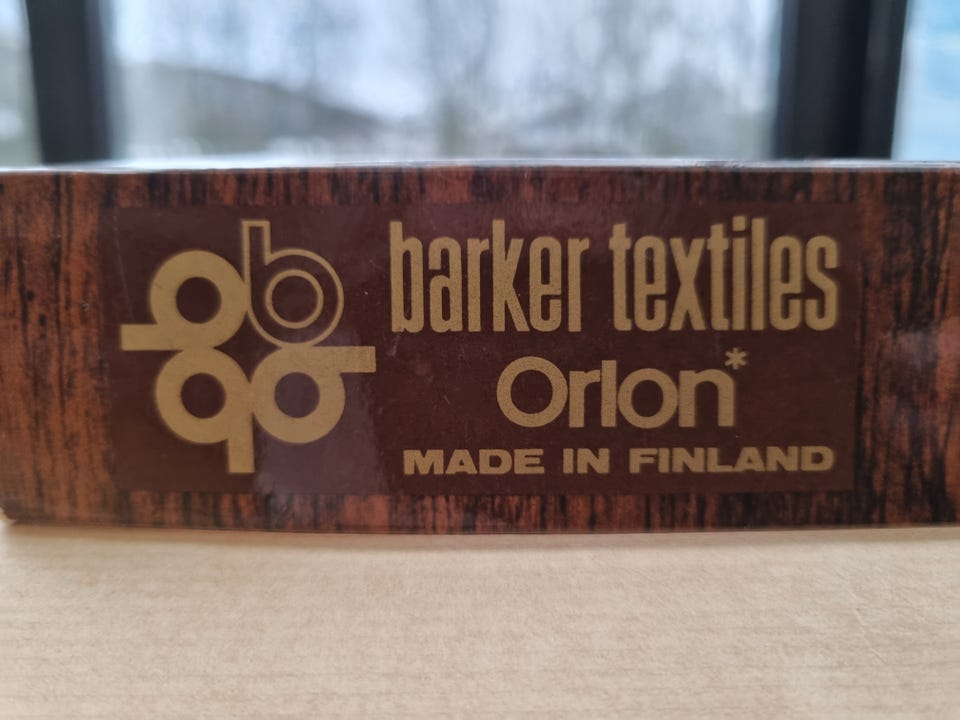 b
barker textiles
Orlon*
MADE IN FINLAND